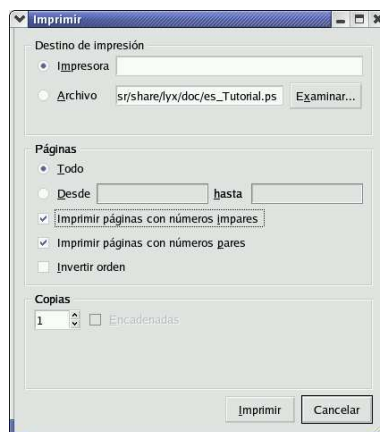 Imprimir
Destino de impresión
Impresora
Archivo sr/share/lyx/doc/es_Tutorial.ps Examinar...
Páginas
Todo
Desde hasta
Imprimir páginas con números impares
Imprimir páginas con números pares
Invertir orden
Copias
1 Encadenadas
Imprimir Cancelar